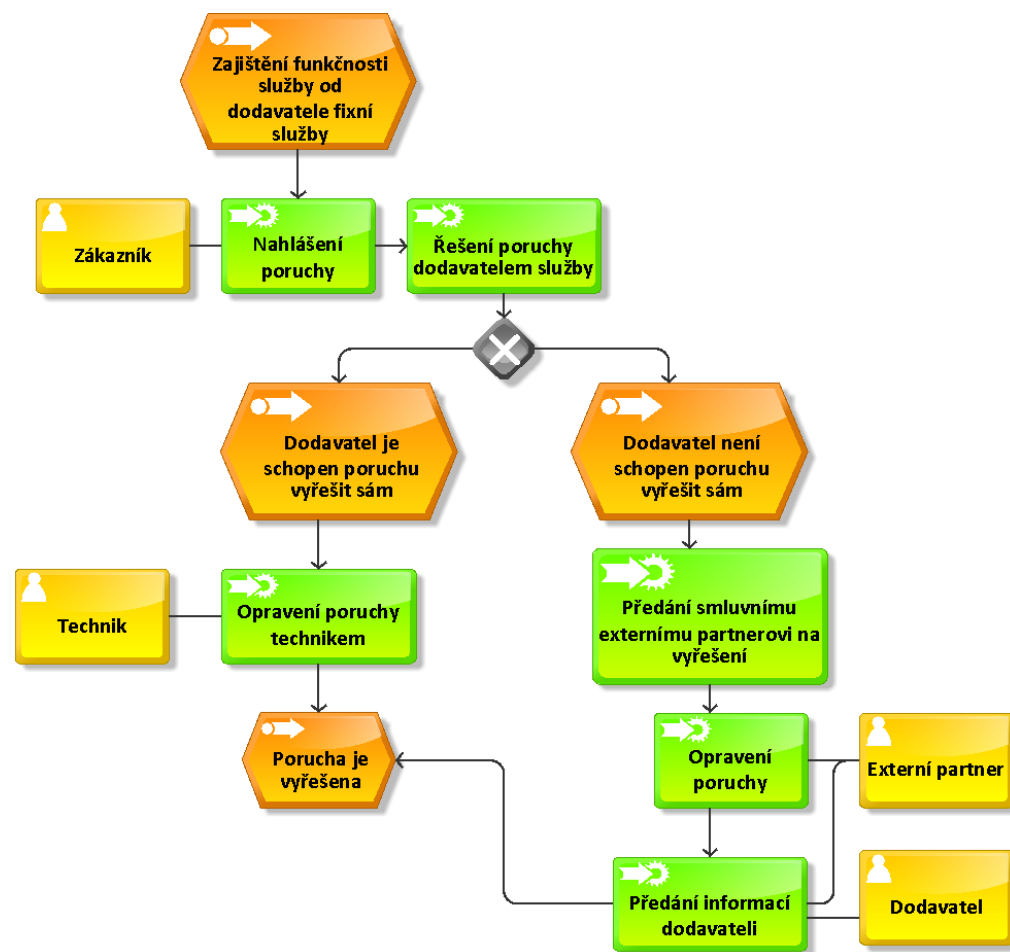 Zajištění funkčnosti
služby od
dodavatele fixní
služby
Zákazník
Nahlášení
poruchy
Řešení poruchy
dodavatelem služby
Dodavatel je
schopen poruchu
vyřešit sám
Dodavatel není
schopen poruchu
vyřešit sám
Technik
Opravení poruchy
technikem
Předání smluvnímu
externímu partnerovi na
vyřešení
Porucha je
vyřešena
Opravení
poruchy
Externí partner
Předání informací
dodavateli
Dodavatel